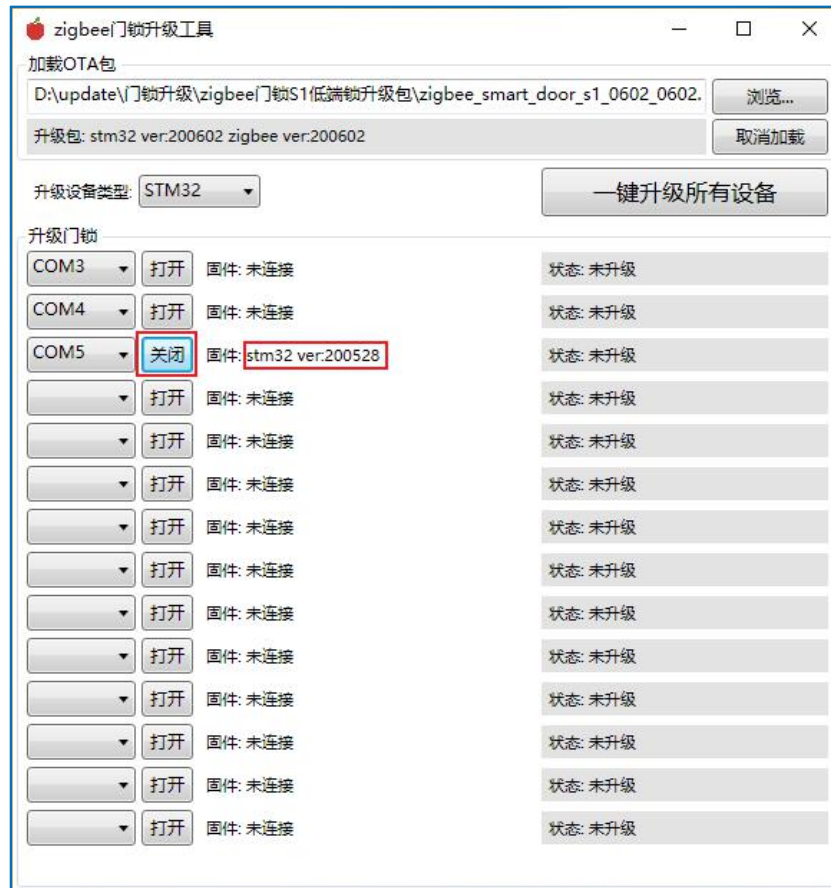 zigbee门锁升级工具
加载OTA包
D:\update\门锁升级\zigbee门锁S1低端锁升级包\zigbee_smart_door_s1_0602_0602. 浏览...
升级包: stm32 ver:200602 zigbee ver:200602 取消加载
升级设备类型: STM32 一键升级所有设备
升级门锁
COM3 打开 固件: 未连接 状态: 未升级
COM4 打开 固件: 未连接 状态: 未升级
COM5 关闭 固件: stm32 ver:200528 状态: 未升级
打开 固件: 未连接 状态: 未升级
打开 固件: 未连接 状态: 未升级
打开 固件: 未连接 状态: 未升级
打开 固件: 未连接 状态: 未升级
打开 固件: 未连接 状态: 未升级
打开 固件: 未连接 状态: 未升级
打开 固件: 未连接 状态: 未升级
打开 固件: 未连接 状态: 未升级
打开 固件: 未连接 状态: 未升级
打开 固件: 未连接 状态: 未升级
打开 固件: 未连接 状态: 未升级